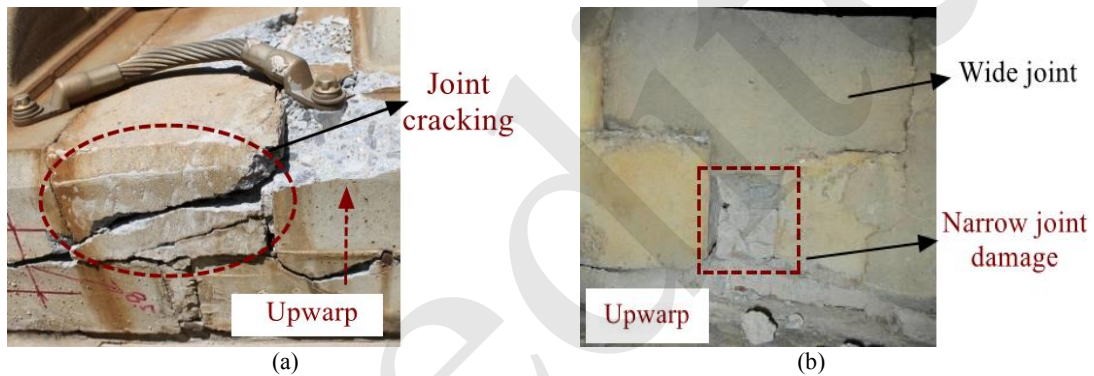 Joint
cracking
Upwarp
(a)
Wide joint
Narrow joint
damage
Upwarp
(b)